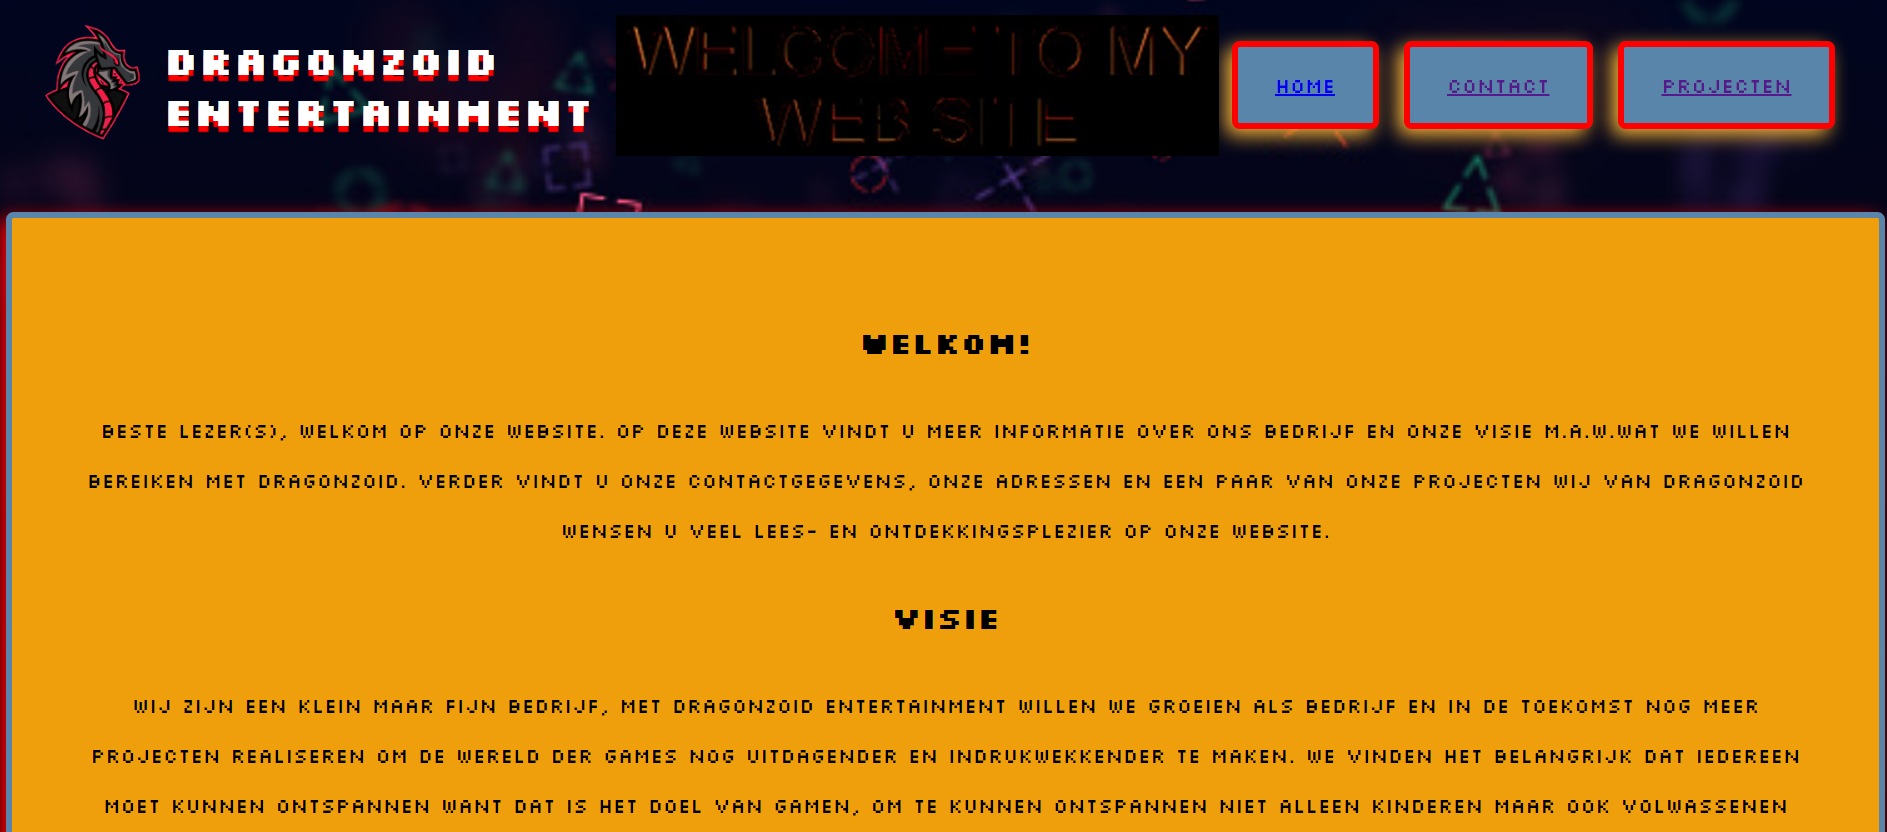 DRAGONZOID
ENTERTAINMENT
WELCOME TO MY
WEB SITE
HOME
CONTACT
PROJECTEN
WELKOM!
BESTE LEZER(S), WELKOM OP ONZE WEBSITE. OP DEZE WEBSITE VINDT U MEER INFORMATIE OVER ONS BEDRIJF EN ONZE VISIE M.A.W.WAT WE WILLEN
BEREIKEN MET DRAGONZOID. VERDER VINDT U ONZE CONTACTGEGEVENS, ONZE ADRESSEN EN EEN PAAR VAN ONZE PROJECTEN WIJ VAN DRAGONZOID
WENSEN U VEEL LEES- EN ONTDEKKINGSPLEZIER OP ONZE WEBSITE.
VISIE
WIJ ZIJN EEN KLEIN MAAR FIJN BEDRIJF, MET DRAGONZOID ENTERTAINMENT WILLEN WE GROEIEN ALS BEDRIJF EN IN DE TOEKOMST NOG MEER
PROJECTEN REALISEREN OM DE WERELD DER GAMES NOG UITDAGENDER EN INDRUKWEKKENDER TE MAKEN. WE VINDEN HET BELANGRIJK DAT IEDEREEN
MOET KUNNEN ONTSPANNEN WANT DAT IS HET DOEL VAN GAMEN, OM TE KUNNEN ONTSPANNEN NIET ALLEEN KINDEREN MAAR OOK VOLWASSENEN